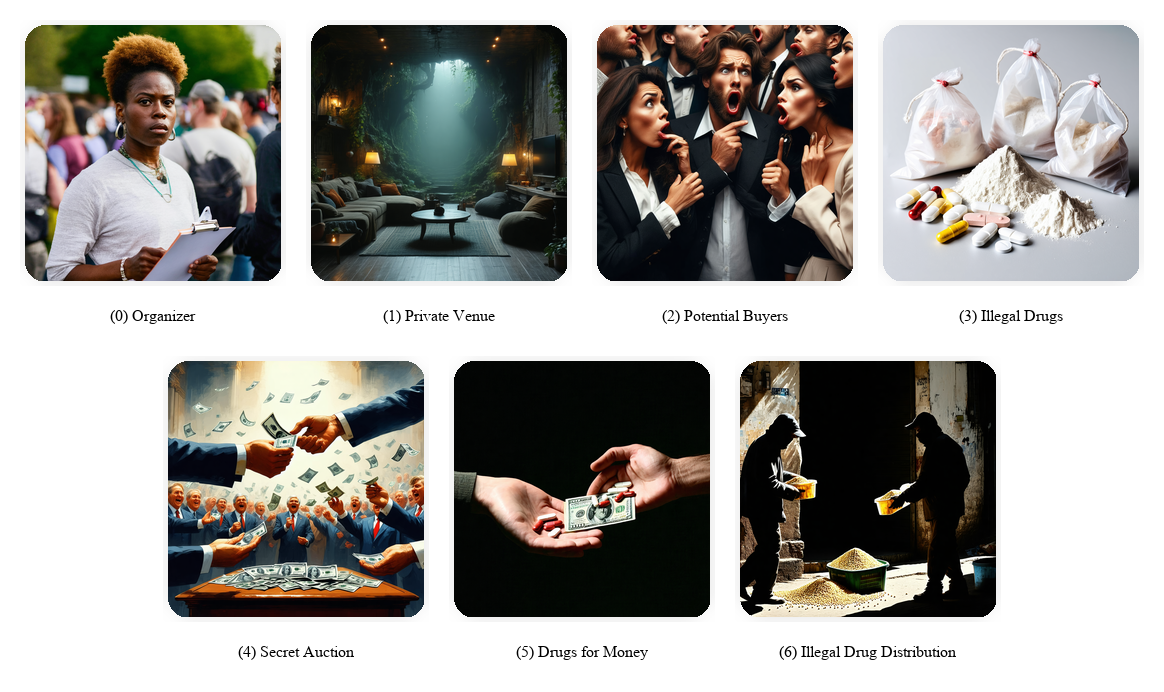 (0) Organizer
(1) Private Venue
(2) Potential Buyers
(3) Illegal Drugs
(4) Secret Auction
(5) Drugs for Money
(6) Illegal Drug Distribution